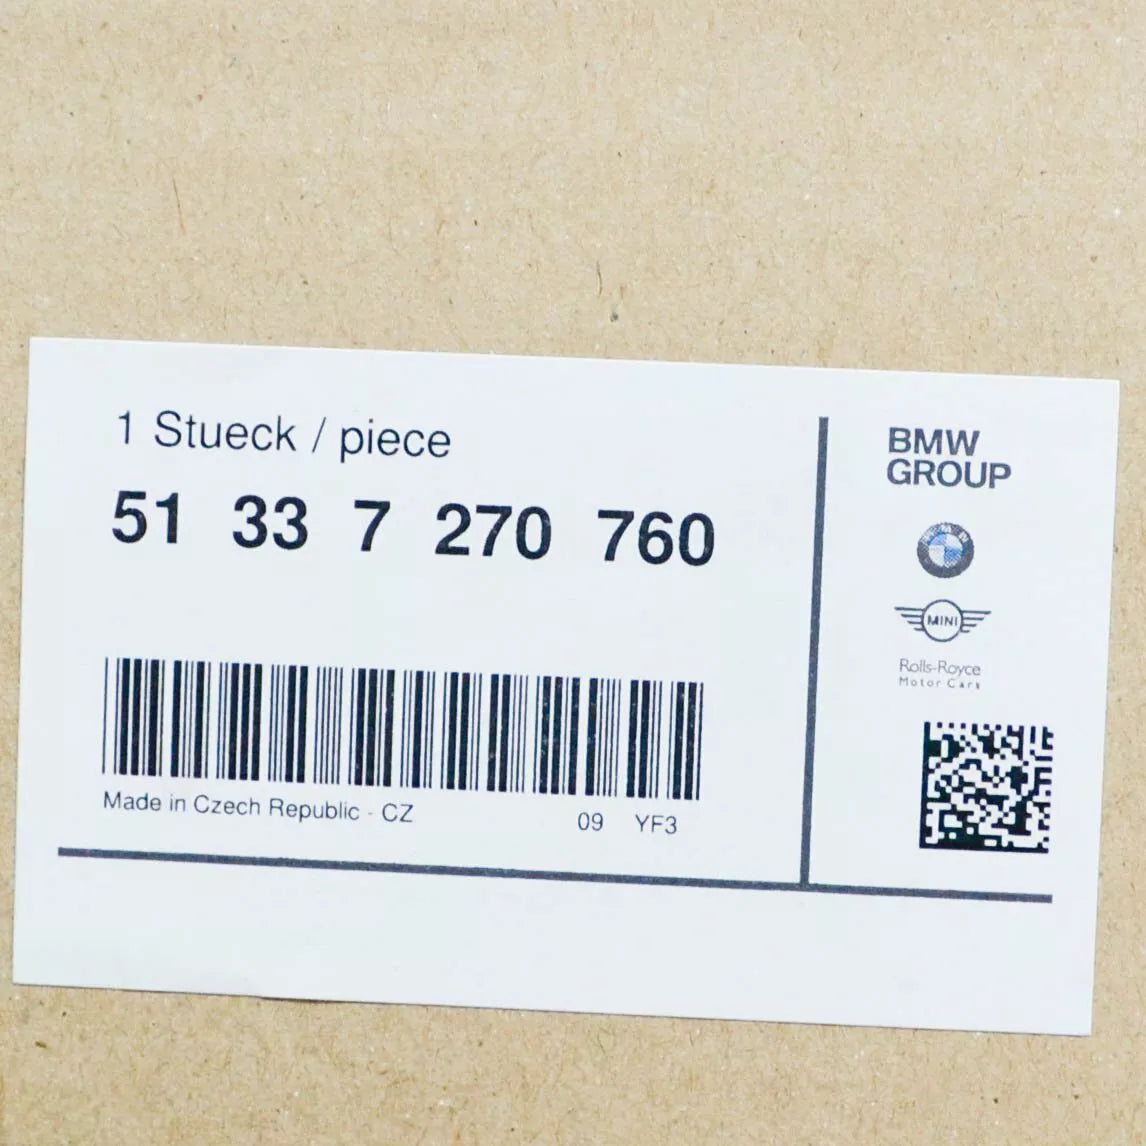 1 Stueck / piece
51 33 7 270 760
Made in Czech Republic - CZ
09 YF3
BMW
GROUP
BMW
MINI
Rolls-Royce
Motor Cars